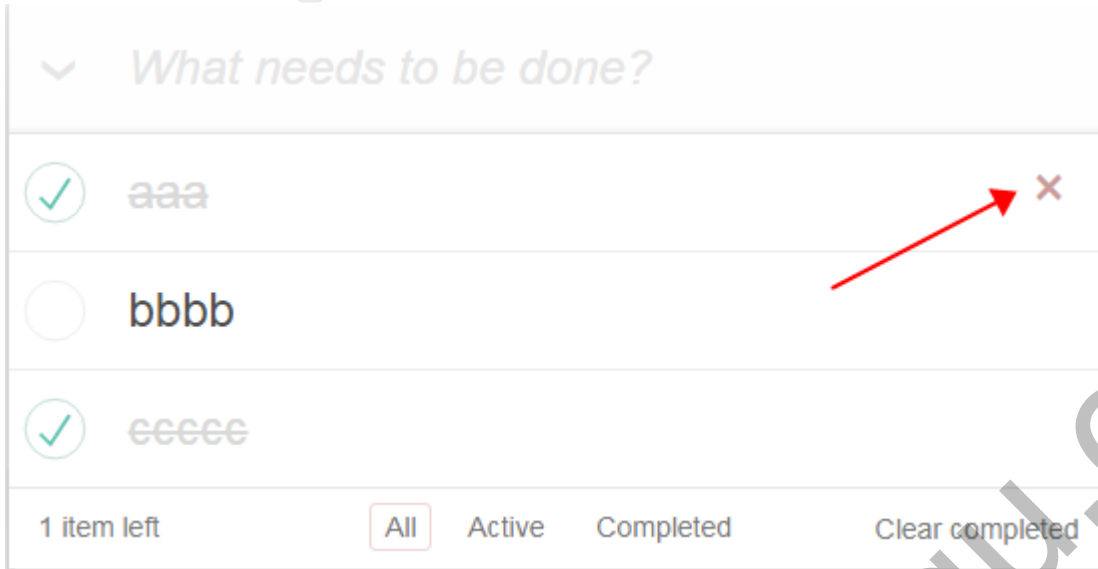 What needs to be done?
aaa
bbbb
ccccc
1 item left All Active Completed Clear completed